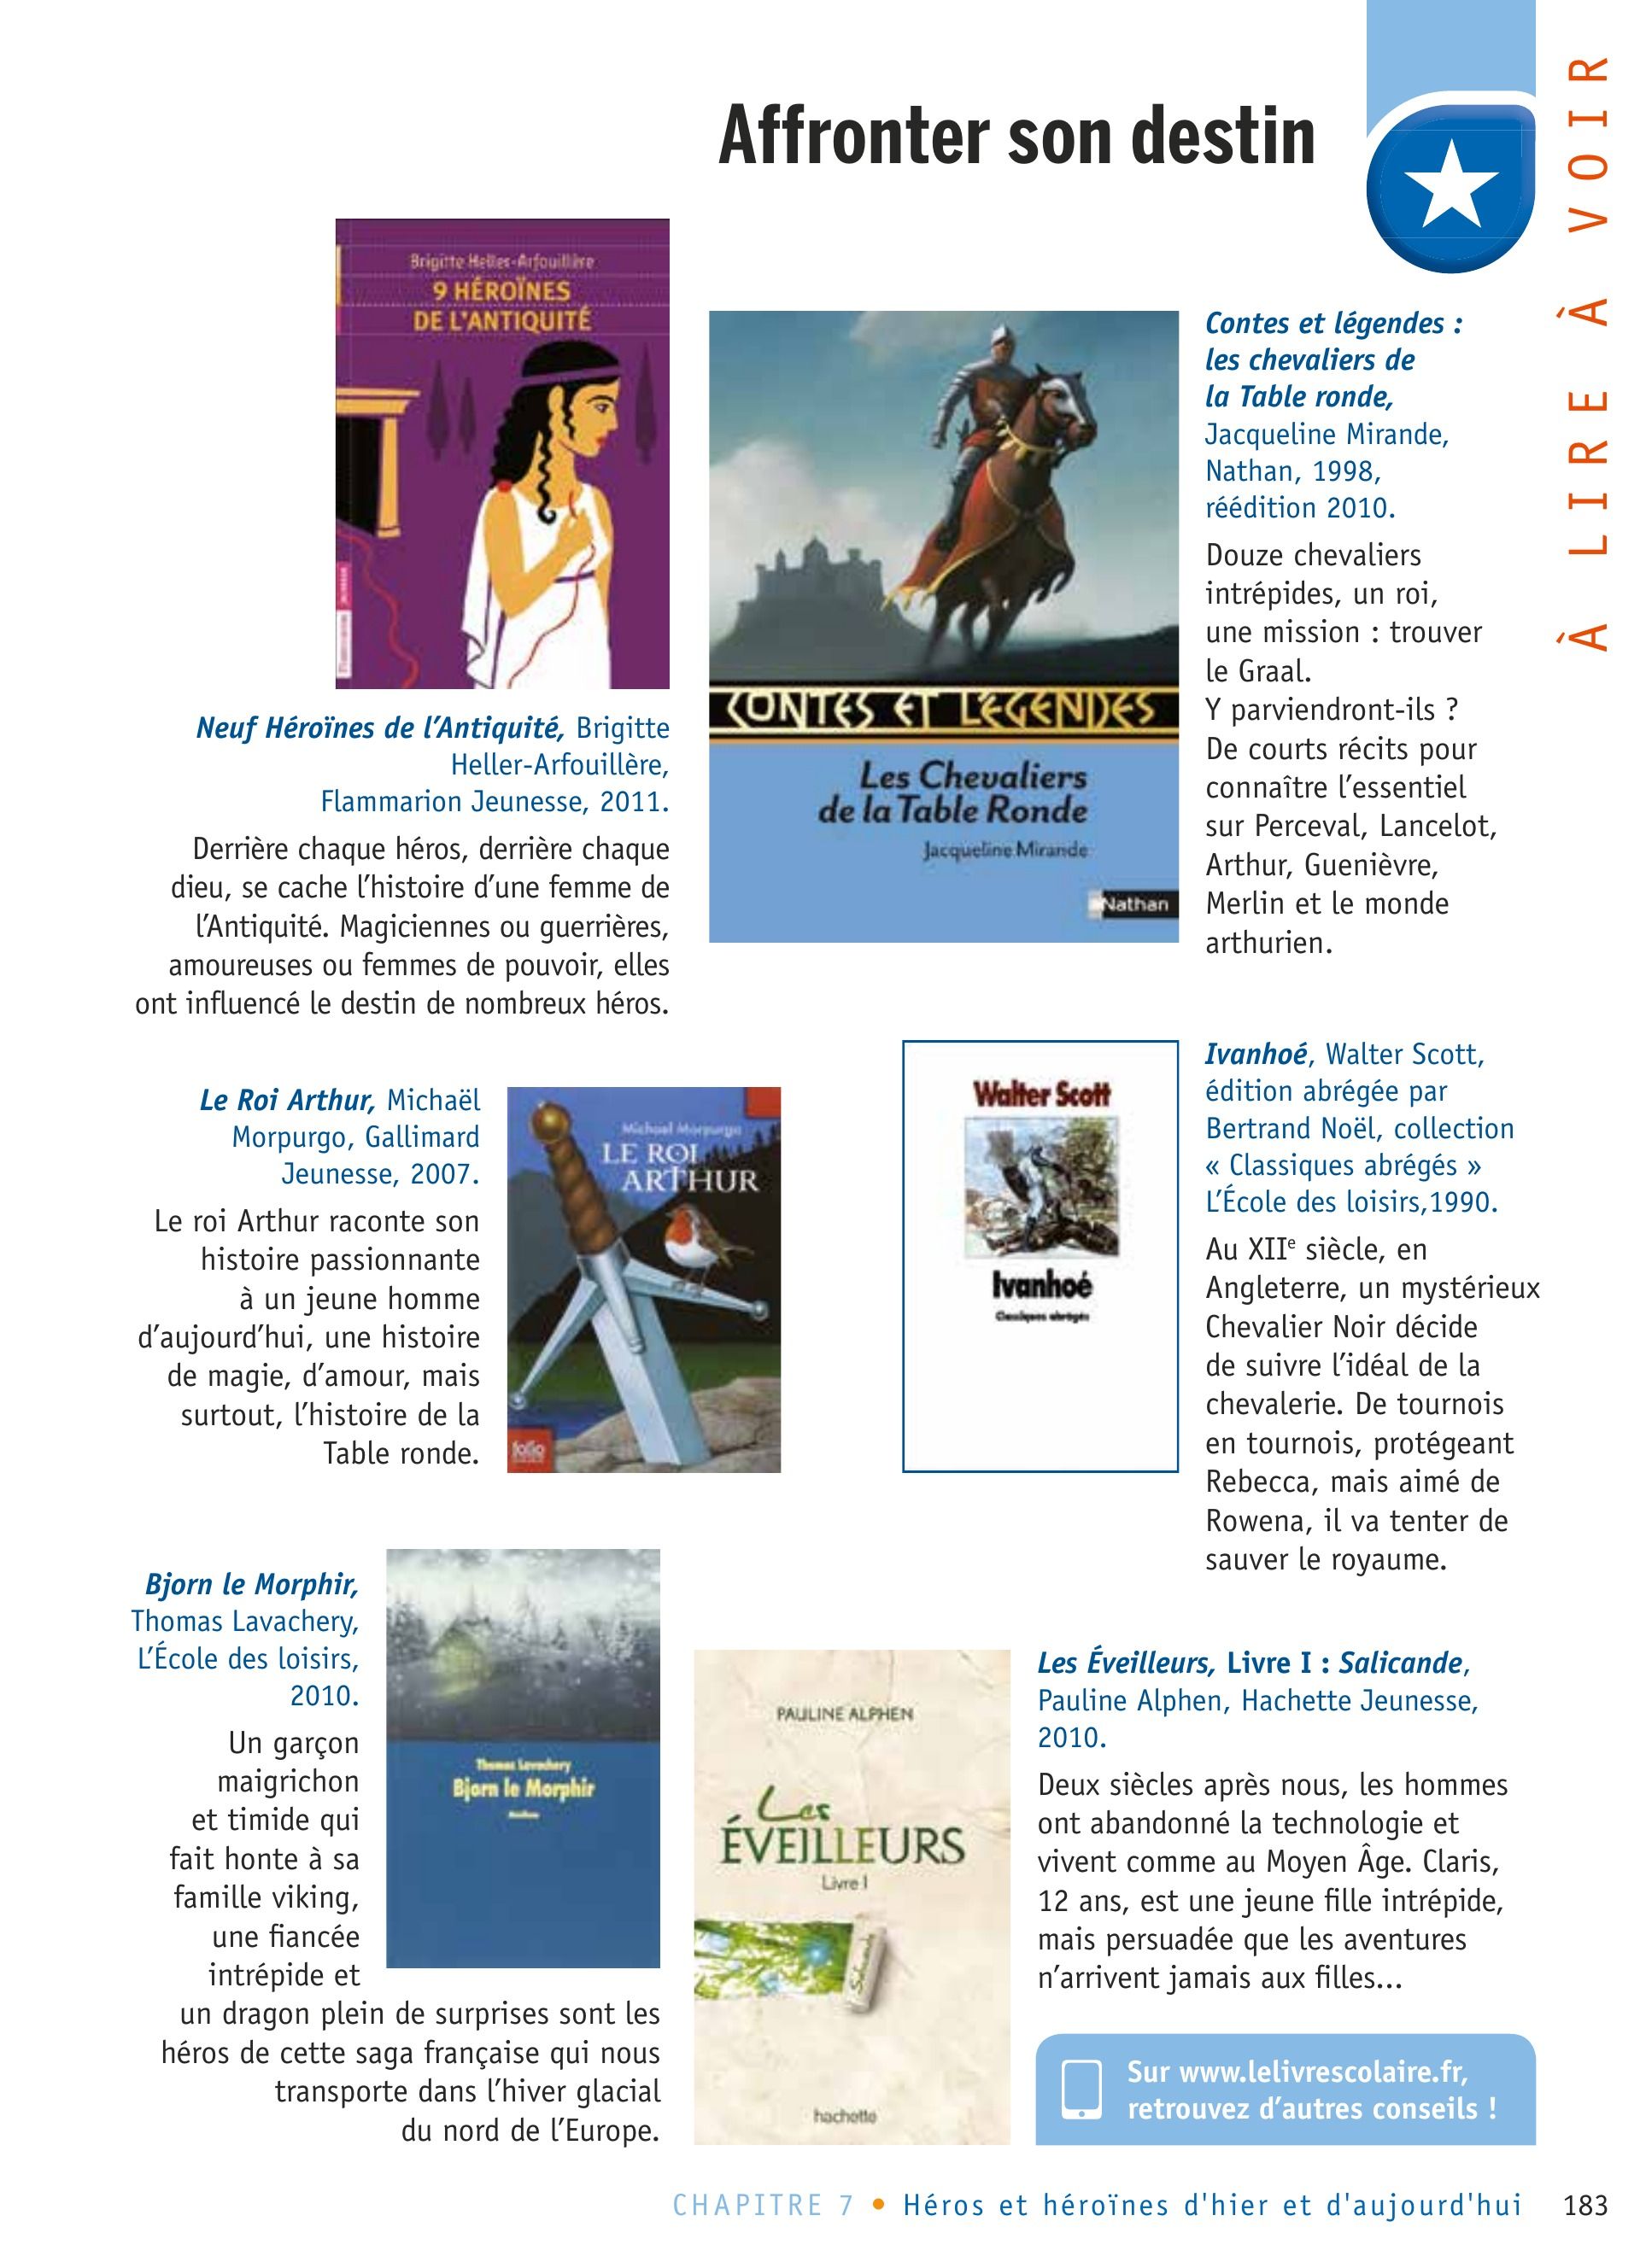 Affronter son destin
À LIRE À VOIR
Brigitte Heller-Arfouillère
9 HÉROÏNES
DE L'ANTIQUITÉ
Neuf Héroïnes de l'Antiquité, Brigitte
Heller-Arfouillère,
Flammarion Jeunesse, 2011.
Derrière chaque héros, derrière chaque
dieu, se cache l'histoire d'une femme de
l'Antiquité. Magiciennes ou guerrières,
amoureuses ou femmes de pouvoir, elles
ont influencé le destin de nombreux héros.
CONTES ET LÉGENDES
Les Chevaliers
de la Table Ronde
Jacqueline Mirande
Nathan
Contes et légendes :
les chevaliers de
la Table ronde,
Jacqueline Mirande,
Nathan, 1998,
réédition 2010.
Douze chevaliers
intrépides, un roi,
une mission : trouver
le Graal.
Y parviendront-ils ?
De courts récits pour
connaître l'essentiel
sur Perceval, Lancelot,
Arthur, Guenièvre,
Merlin et le monde
arthurien.
Le Roi Arthur, Michaël
Morpurgo, Gallimard
Jeunesse, 2007.
Le roi Arthur raconte son
histoire passionnante
à un jeune homme
d'aujourd'hui, une histoire
de magie, d'amour, mais
surtout, l'histoire de la
Table ronde.
Michael Morpurgo
LE ROI
ARTHUR
folio
Walter Scott
Ivanhoé
Classiques abrégés
Ivanhoé, Walter Scott,
édition abrégée par
Bertrand Noël, collection
« Classiques abrégés »
L'École des loisirs,1990.
Au XIIe siècle, en
Angleterre, un mystérieux
Chevalier Noir décide
de suivre l'idéal de la
chevalerie. De tournois
en tournois, protégeant
Rebecca, mais aimé de
Rowena, il va tenter de
sauver le royaume.
Bjorn le Morphir,
Thomas Lavachery,
L'École des loisirs,
2010.
Un garçon
maigrichon
et timide qui
fait honte à sa
famille viking,
une fiancée
intrépide et
un dragon plein de surprises sont les
héros de cette saga française qui nous
transporte dans l'hiver glacial
du nord de l'Europe.
Thomas Lavachery
Bjorn le Morphir
PAULINE ALPHEN
Les
ÉVEILLEURS
Livre I
Salicande
hachette
Les Éveilleurs, Livre I : Salicande,
Pauline Alphen, Hachette Jeunesse,
2010.
Deux siècles après nous, les hommes
ont abandonné la technologie et
vivent comme au Moyen Âge. Claris,
12 ans, est une jeune fille intrépide,
mais persuadée que les aventures
n'arrivent jamais aux filles...
Sur www.lelivrescolaire.fr,
retrouvez d'autres conseils !
CHAPITRE 7 • Héros et héroïnes d'hier et d'aujourd'hui 183